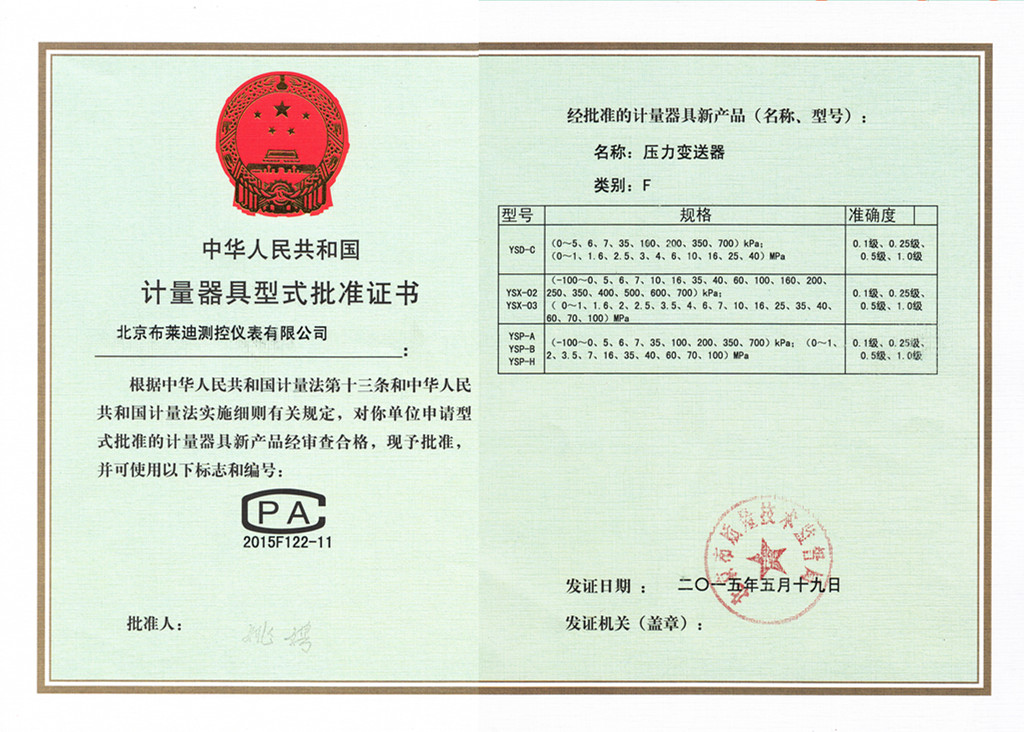 中华人民共和国
计量器具型式批准证书
北京布莱迪测控仪表有限公司
:
根据中华人民共和国计量法第十三条和中华人民
共和国计量法实施细则有关规定，对你单位申请型
式批准的计量器具新产品经审查合格，现予批准，
并可使用以下标志和编号：
CPA
2015F122-11
批准人：
经批准的计量器具新产品（名称、型号）：
名称：压力变送器
类别：F
型号 规格 准确度
YSD-C （0～5、6、7、35、100、200、350、700）kPa； 0.1级、0.25级、
（0～1、1.6、2.5、3、4、6、10、16、25、40）MPa 0.5级、1.0级
（-100～0、5、6、7、10、16、35、40、60、100、160、200、
YSX-02 250、350、400、500、600、700）kPa； 0.1级、0.25级、
YSX-03 （ 0～1、1.6、2、2.5、3.5、4、6、7、10、16、25、35、40、 0.5级、1.0级
60、70、100）MPa
YSP-A
YSP-B （-100～0、5、6、7、35、100、200、350、700）kPa； （0～1、 0.1级、0.25级、
YSP-H 2、3.5、7、16、35、40、60、70、100）MPa 0.5级、1.0级
北京市质量技术监督局
发证日期 ： 二〇一五年五月十九日
发证机关（盖章）：